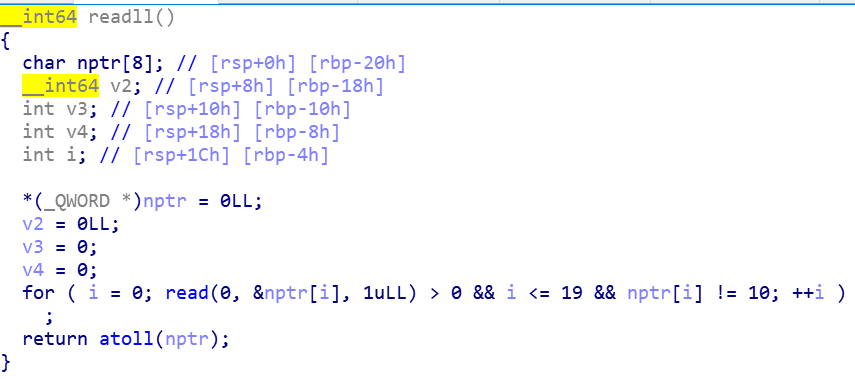 __int64 readll()
{
  char nptr[8]; // [rsp+0h] [rbp-20h]
  __int64 v2; // [rsp+8h] [rbp-18h]
  int v3; // [rsp+10h] [rbp-10h]
  int v4; // [rsp+18h] [rbp-8h]
  int i; // [rsp+1Ch] [rbp-4h]

  *(_QWORD *)nptr = 0LL;
  v2 = 0LL;
  v3 = 0;
  v4 = 0;
  for ( i = 0; read(0, &nptr[i], 1uLL) > 0 && i <= 19 && nptr[i] != 10; ++i )
    ;
  return atoll(nptr);
}